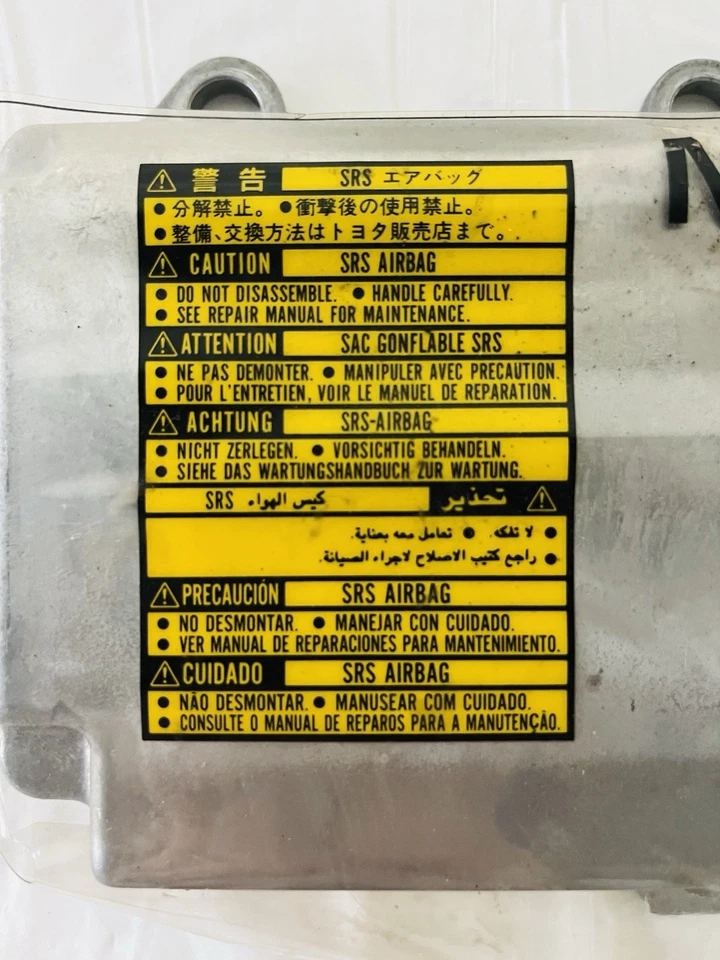 警告 SRS エアバッグ
● 分解禁止。 ● 衝撃後の使用禁止。
● 整備、交換方法はトヨタ販売店まで。
CAUTION SRS AIRBAG
● DO NOT DISASSEMBLE. ● HANDLE CAREFULLY.
● SEE REPAIR MANUAL FOR MAINTENANCE.
ATTENTION SAC GONFLABLE SRS
● NE PAS DEMONTER. ● MANIPULER AVEC PRECAUTION.
● POUR L'ENTRETIEN, VOIR LE MANUEL DE REPARATION.
ACHTUNG SRS-AIRBAG
● NICHT ZERLEGEN. ● VORSICHTIG BEHANDELN.
● SIEHE DAS WARTUNGSHANDBUCH ZUR WARTUNG.
تحذير كيس الهواء SRS
● لا تفكه. ● تعامل معه بعناية.
● راجع كتيب الاصلاح لاجراء الصيانة.
PRECAUCIÓN SRS AIRBAG
● NO DESMONTAR. ● MANEJAR CON CUIDADO.
● VER MANUAL DE REPARACIONES PARA MANTENIMIENTO.
CUIDADO SRS AIRBAG
● NÃO DESMONTAR. ● MANUSEAR COM CUIDADO.
● CONSULTE O MANUAL DE REPAROS PARA A MANUTENÇÃO.